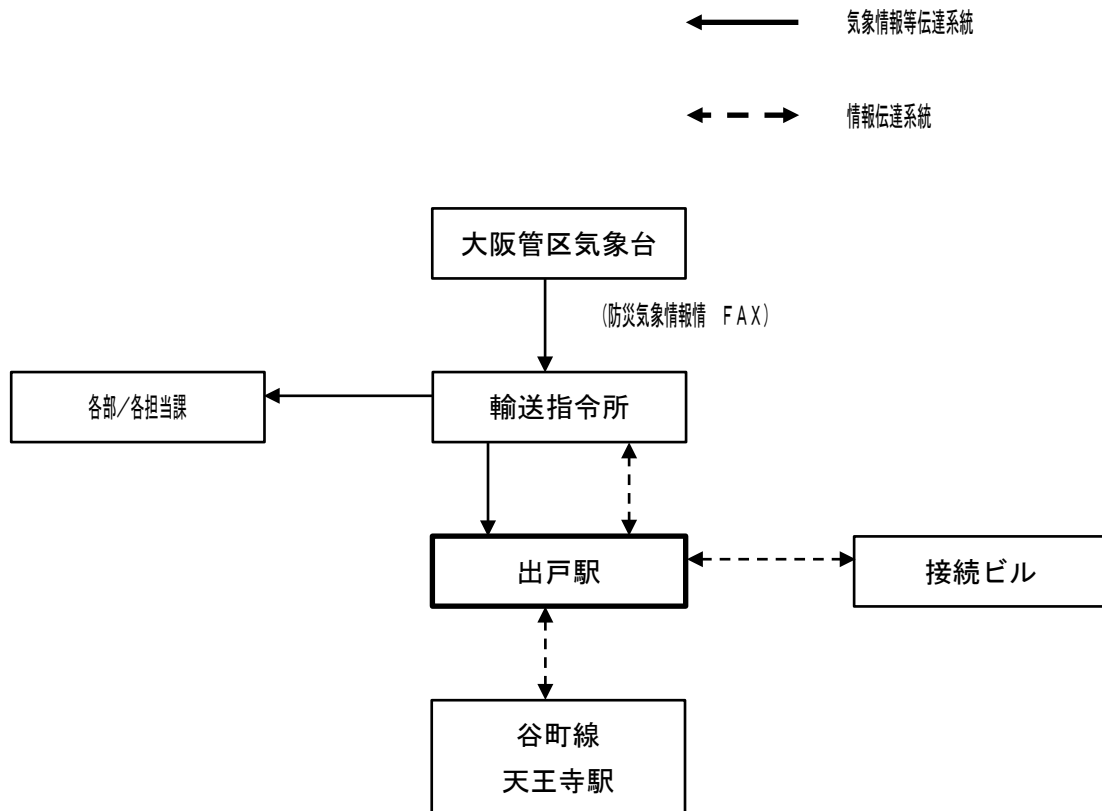 気象情報等伝達系統
情報伝達系統
大阪管区気象台
(防災気象情報情　ＦＡＸ)
各部／各担当課
輸送指令所
出戸駅
接続ビル
谷町線
天王寺駅